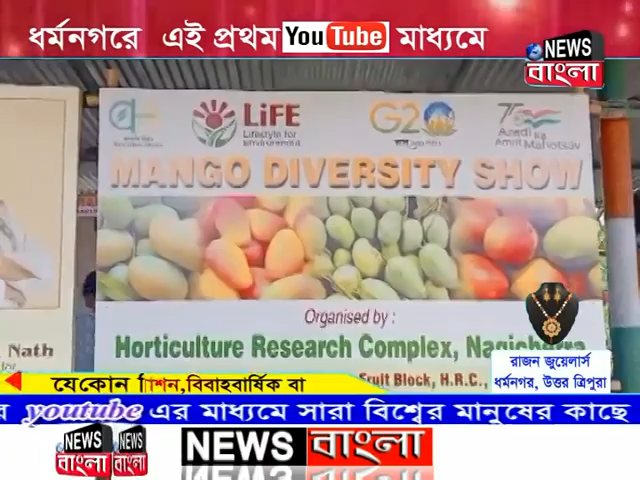 ধর্মনগরে এই প্রথম YouTube মাধ্যমে
NEWS
বাংলা
LiFE
Lifestyle for
Environment
G20
75
Azadi Ka
Amrit Mahotsav
MANGO DIVERSITY SHOW
Organised by :
Horticulture Research Complex, Nagicherra
Fruit Block, H.R.C.,
Nath
রাজন জুয়েলার্স
ধর্মনগর, উত্তর ত্রিপুরা
যেকোন শন,বিবাহবার্ষিক বা
র youtube এর মাধ্যমে সারা বিশ্বের মানুষের কাছে
NEWS NEWS
বাংলা বাংলা
NEWS বাংলা